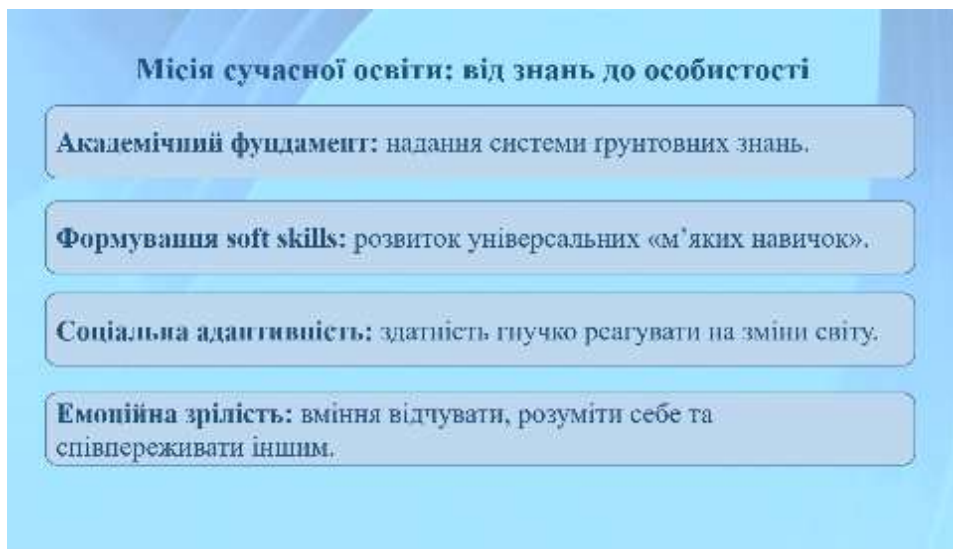 Місія сучасної освіти: від знань до особистості
Академічний фундамент: надання системи ґрунтовних знань.
Формування soft skills: розвиток універсальних «м’яких навичок».
Соціальна адаптивність: здатність гнучко реагувати на зміни світу.
Емоційна зрілість: вміння відчувати, розуміти себе та
співпереживати іншим.